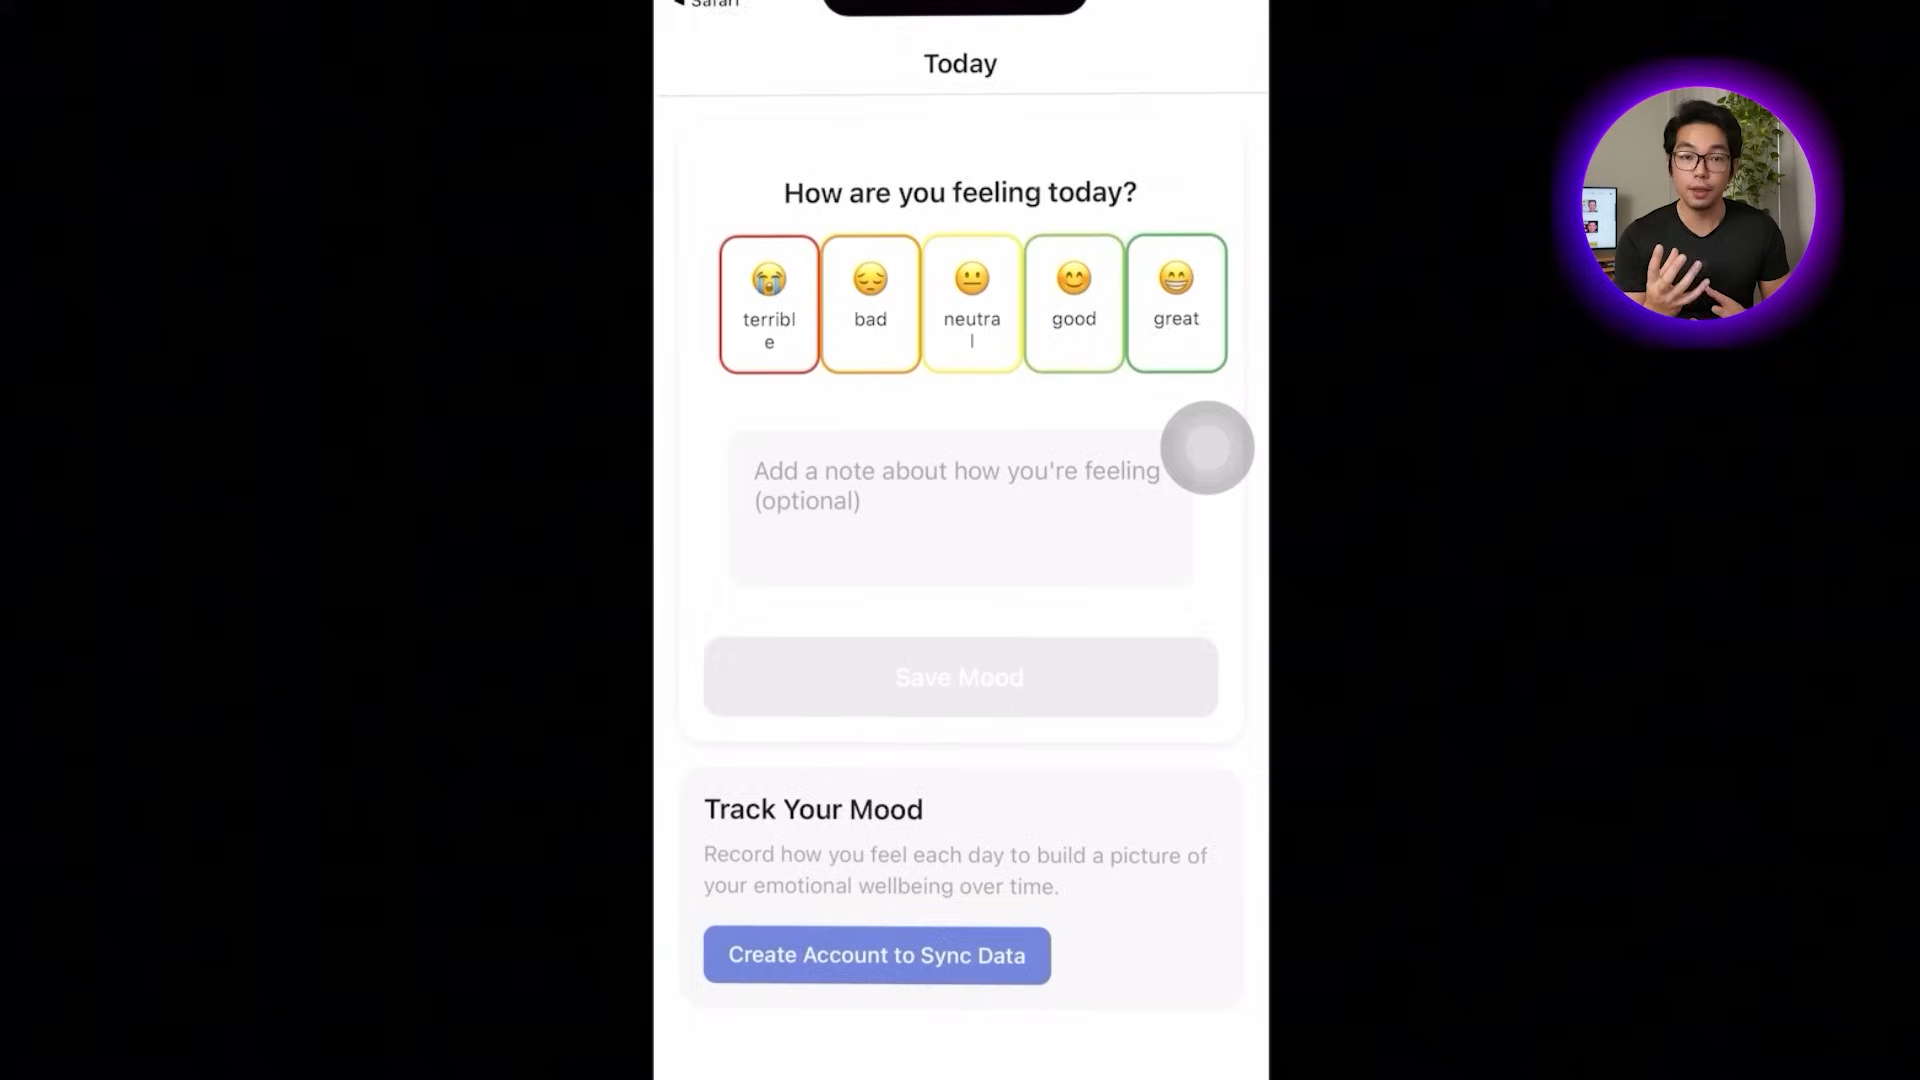 ◀ Safari
Today
How are you feeling today?
terribl
e
bad
neutra
l
good
great
Add a note about how you're feeling
(optional)
Save Mood
Track Your Mood
Record how you feel each day to build a picture of
your emotional wellbeing over time.
Create Account to Sync Data